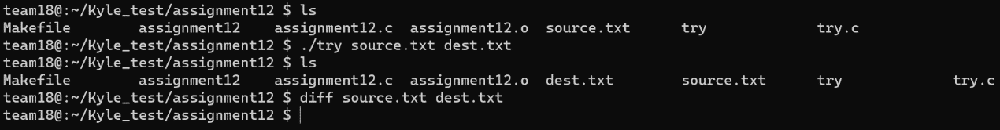 team18@:~/Kyle_test/assignment12 $ ls
Makefile assignment12 assignment12.c assignment12.o source.txt try try.c
team18@:~/Kyle_test/assignment12 $ ./try source.txt dest.txt
team18@:~/Kyle_test/assignment12 $ ls
Makefile assignment12 assignment12.c assignment12.o dest.txt source.txt try try.c
team18@:~/Kyle_test/assignment12 $ diff source.txt dest.txt
team18@:~/Kyle_test/assignment12 $